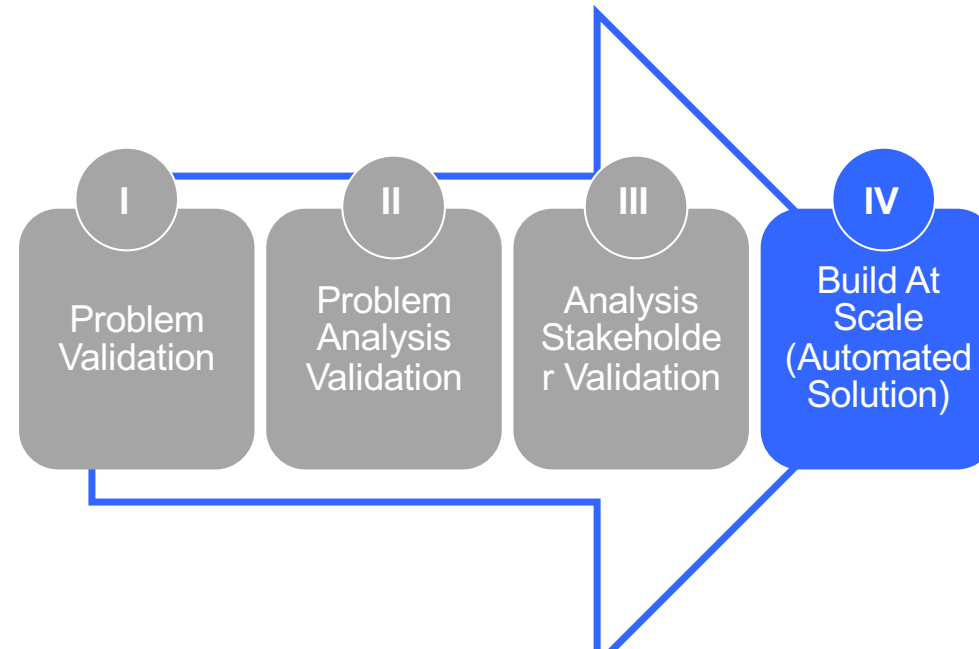 I
Problem
Validation
II
Problem
Analysis
Validation
III
Analysis
Stakeholde
r Validation
IV
Build At
Scale
(Automated
Solution)